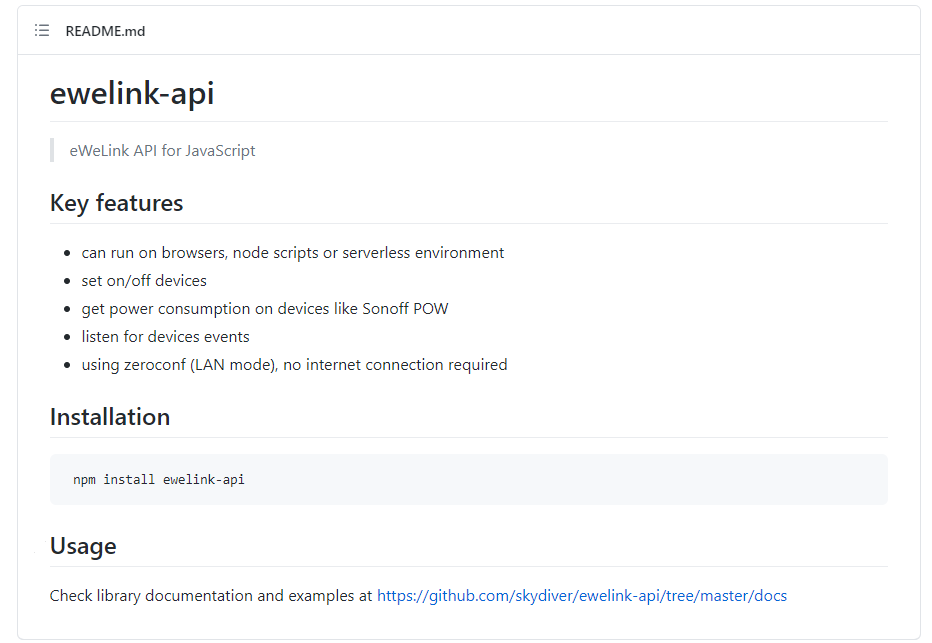 README.md
ewelink-api
eWeLink API for JavaScript
Key features
can run on browsers, node scripts or serverless environment
set on/off devices
get power consumption on devices like Sonoff POW
listen for devices events
using zeroconf (LAN mode), no internet connection required
Installation
npm install ewelink-api
Usage
Check library documentation and examples at https://github.com/skydiver/ewelink-api/tree/master/docs